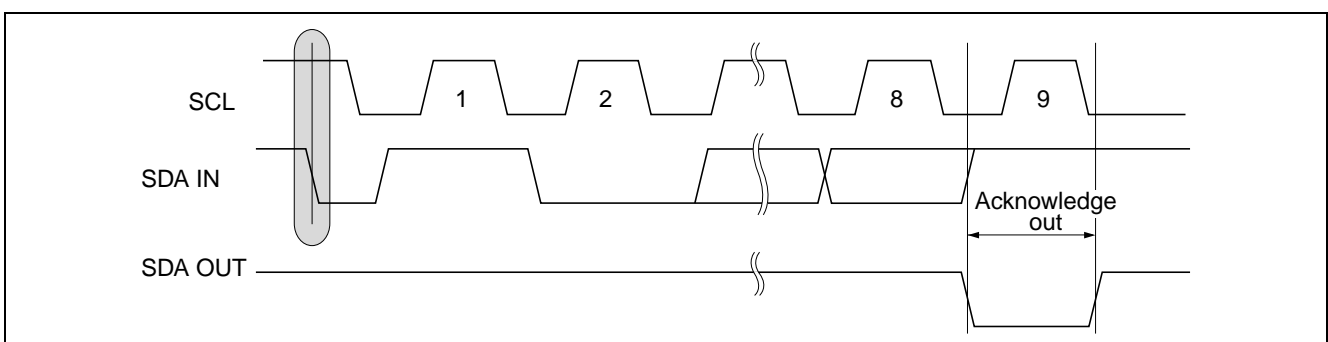 SCL
1
2
8
9
SDA IN
Acknowledge
out
SDA OUT